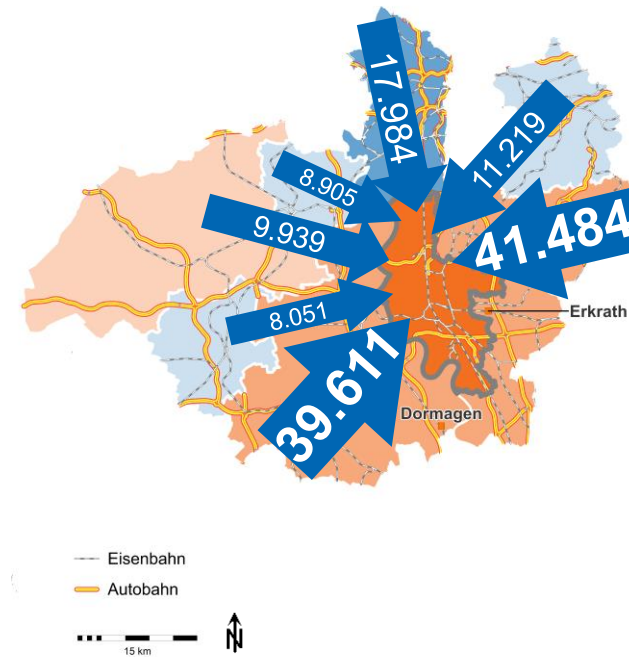 17.984
11.219
8.905
9.939
41.484
8.051
Erkrath
39.611
Dormagen
Eisenbahn
Autobahn
N
15 km